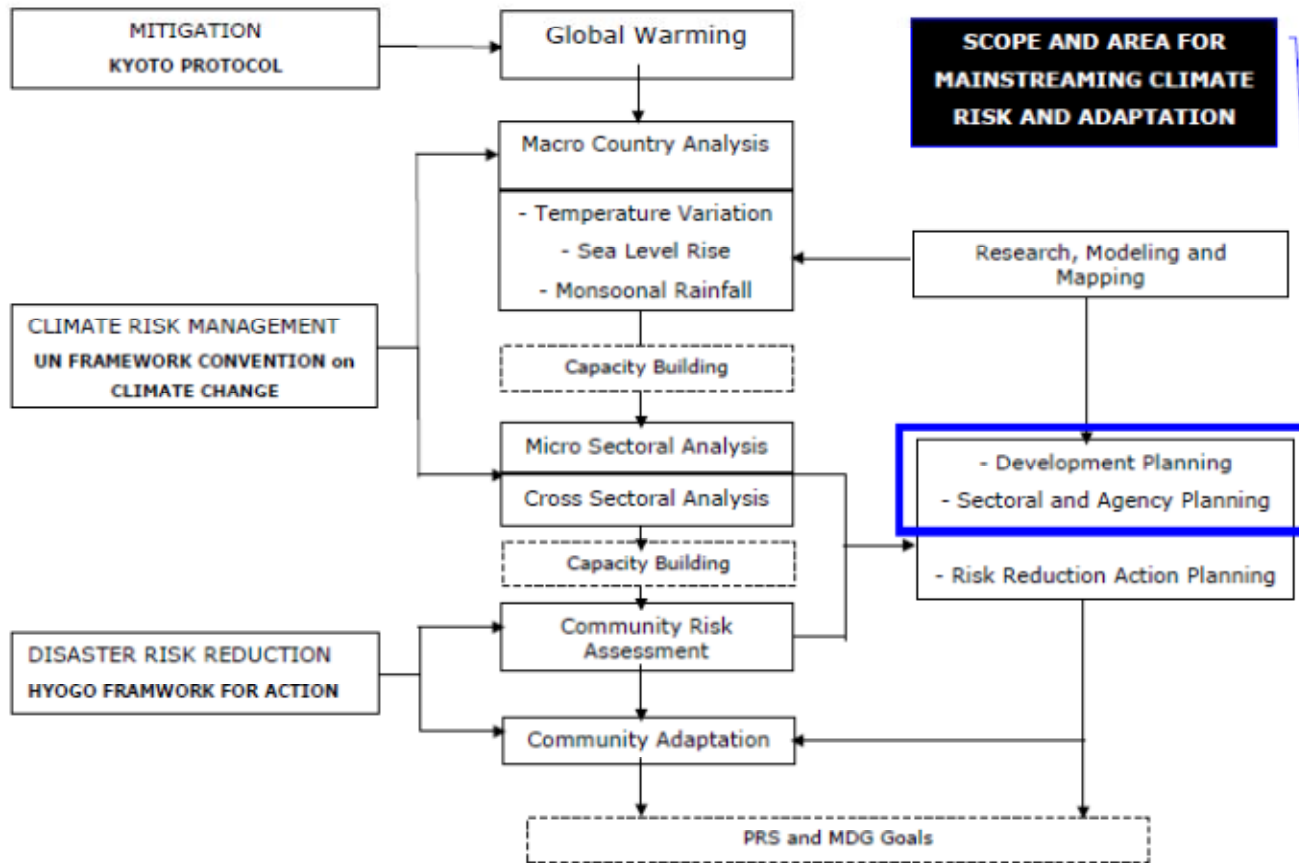 MITIGATION
KYOTO PROTOCOL
Global Warming
SCOPE AND AREA FOR
MAINSTREAMING CLIMATE
RISK AND ADAPTATION
Macro Country Analysis
- Temperature Variation
- Sea Level Rise
- Monsoonal Rainfall
Research, Modeling and
Mapping
CLIMATE RISK MANAGEMENT
UN FRAMEWORK CONVENTION on
CLIMATE CHANGE
Capacity Building
Micro Sectoral Analysis
Cross Sectoral Analysis
- Development Planning
- Sectoral and Agency Planning
- Risk Reduction Action Planning
Capacity Building
Community Risk
Assessment
DISASTER RISK REDUCTION
HYOGO FRAMWORK FOR ACTION
Community Adaptation
PRS and MDG Goals